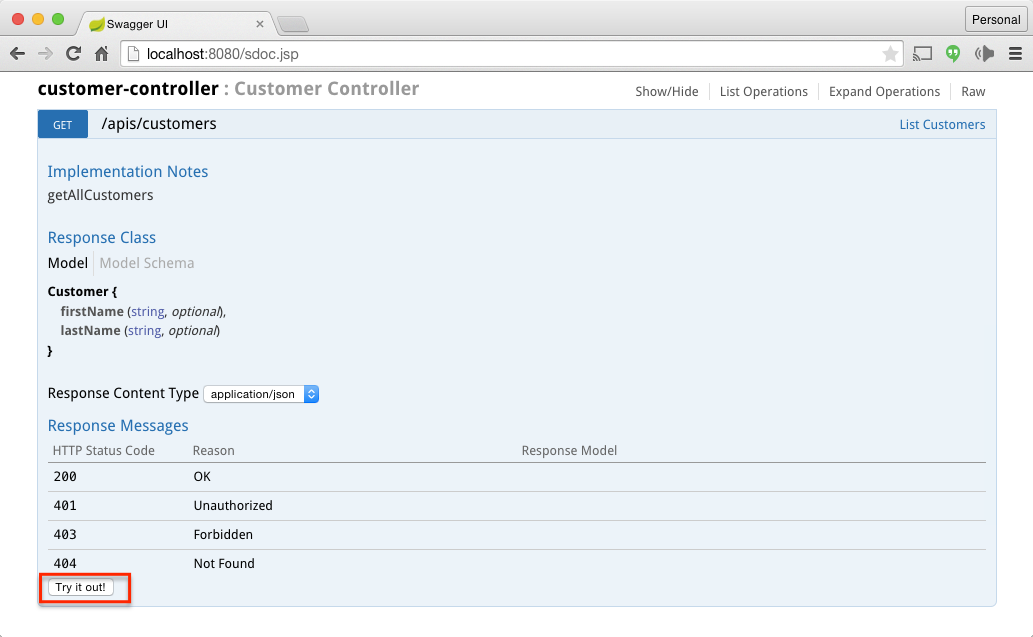 Swagger UI
Personal
localhost:8080/sdoc.jsp
customer-controller : Customer Controller
Show/Hide List Operations Expand Operations Raw
GET /apis/customers List Customers
Implementation Notes
getAllCustomers
Response Class
Model Model Schema
Customer {
firstName (string, optional),
lastName (string, optional)
}
Response Content Type application/json
Response Messages
HTTP Status Code Reason Response Model
200 OK
401 Unauthorized
403 Forbidden
404 Not Found
Try it out!